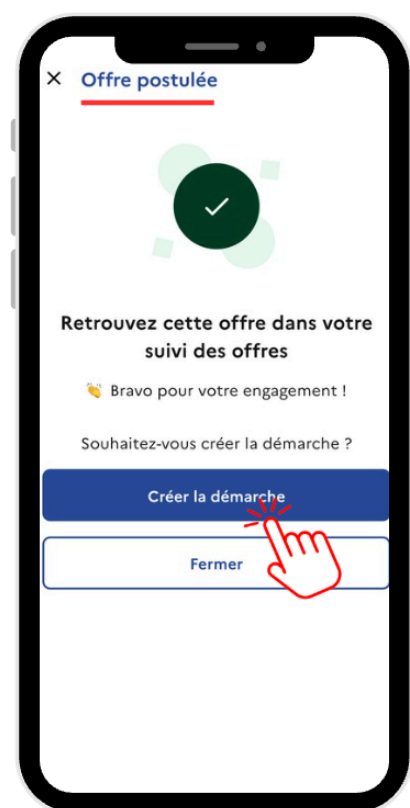 Offre postulée
Retrouvez cette offre dans votre
suivi des offres
👏 Bravo pour votre engagement !
Souhaitez-vous créer la démarche ?
Créer la démarche
Fermer